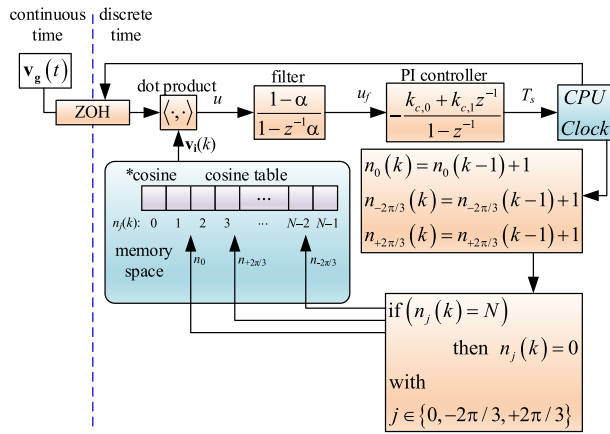 continuous time
discrete time
v_g(t)
ZOH
dot product
⟨·,·⟩
u
filter
(1−α)/(1−z⁻¹α)
u_f
PI controller
−(k_{c,0}+k_{c,1}z⁻¹)/(1−z⁻¹)
T_s
CPU
Clock
v_i(k)
*cosine
cosine table
...
n_j(k): 0 1 2 3 ... N−2 N−1
memory space
n_0
n_{+2π/3}
n_{-2π/3}
n_0(k)=n_0(k−1)+1
n_{−2π/3}(k)=n_{−2π/3}(k−1)+1
n_{+2π/3}(k)=n_{+2π/3}(k−1)+1
if(n_j(k)=N)
then n_j(k)=0
with
j∈{0,−2π/3,+2π/3}